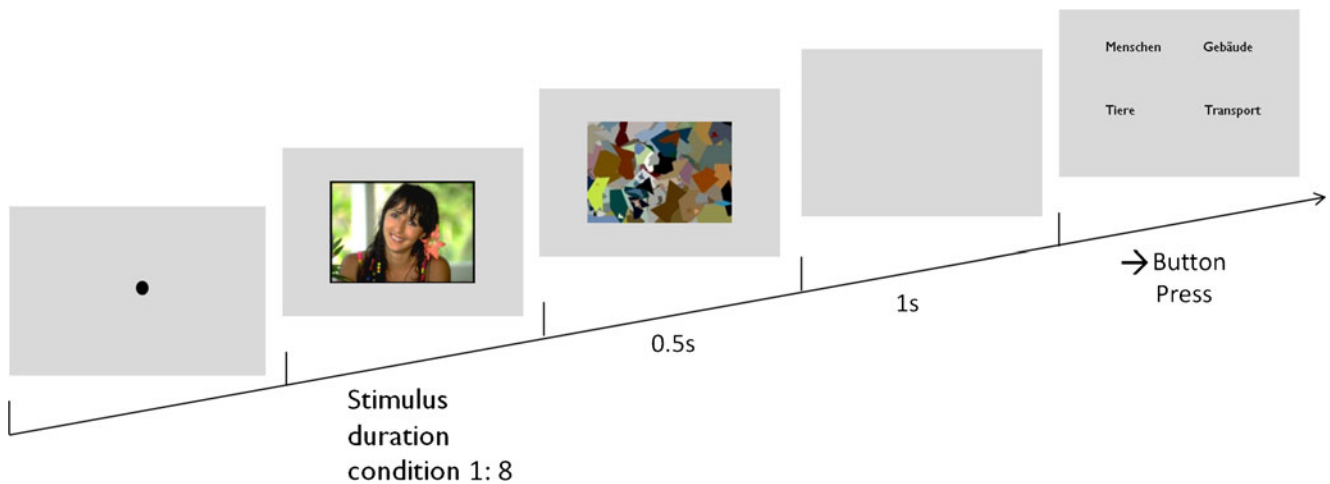 Menschen Gebäude
Tiere Transport
→ Button
Press
1s
0.5s
Stimulus
duration
condition 1: 8